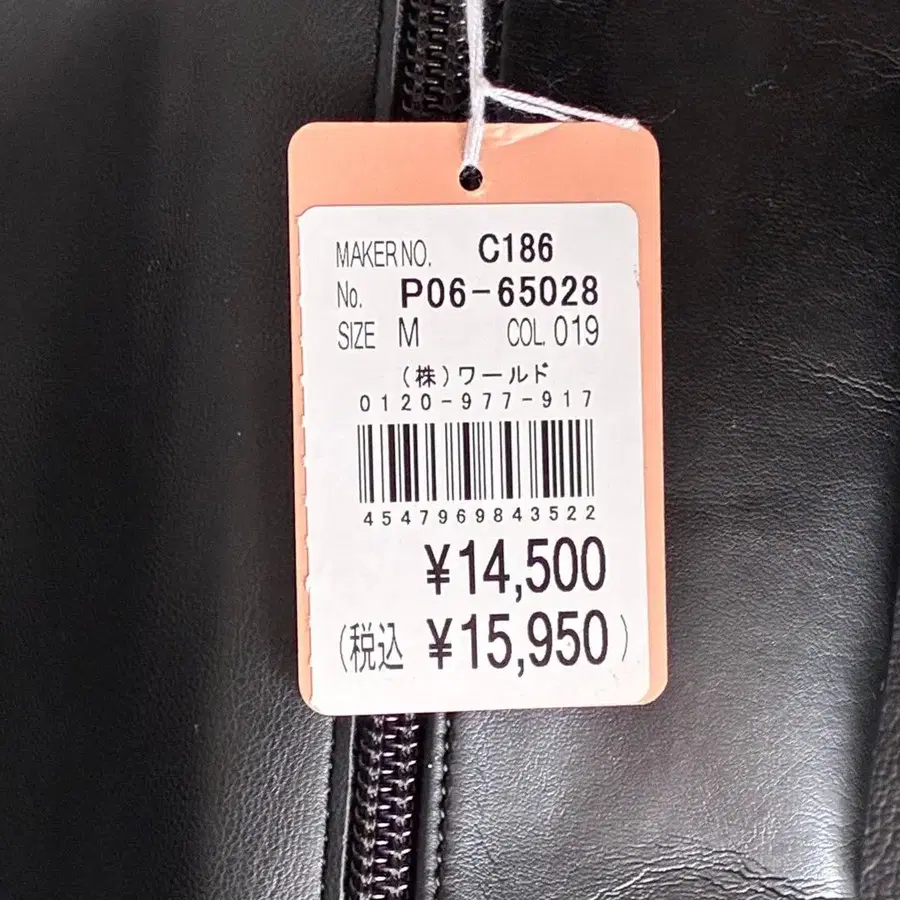 MAKER NO. C186
No. P06-65028
SIZE M COL. 019
(株)ワールド
0120-977-917
4547969843522
¥14,500
(税込 ¥15,950)